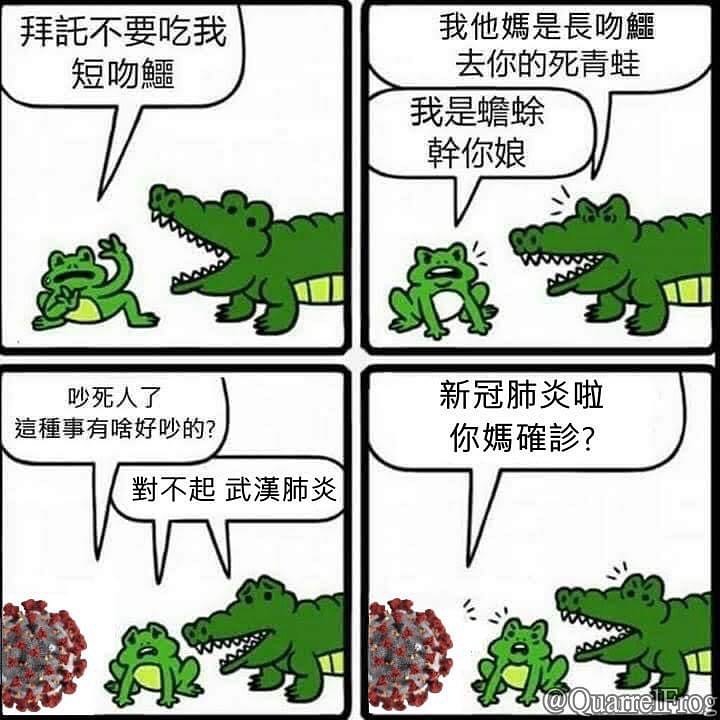 拜託不要吃我
短吻鱷
我他媽是長吻鱷
去你的死青蛙
我是蟾蜍
幹你娘
吵死人了
這種事有啥好吵的?
對不起 武漢肺炎
新冠肺炎啦
你媽確診?
@QuarrelFrog